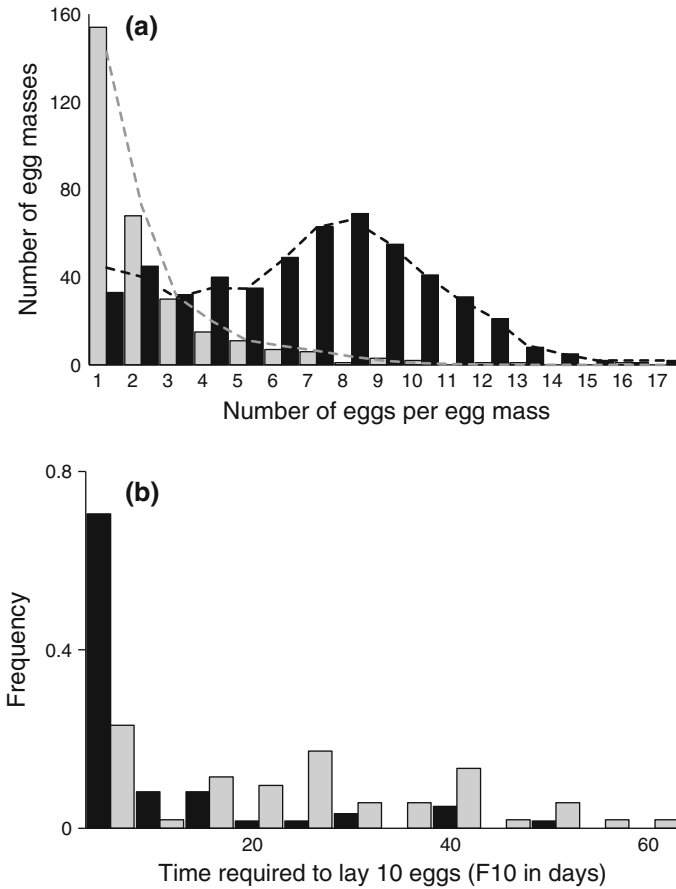 160
(a)
120
80
40
0
Number of egg masses
1 2 3 4 5 6 7 8 9 10 11 12 13 14 15 16 17
Number of eggs per egg mass
0.8
(b)
0.4
0
Frequency
20 40 60
Time required to lay 10 eggs (F10 in days)